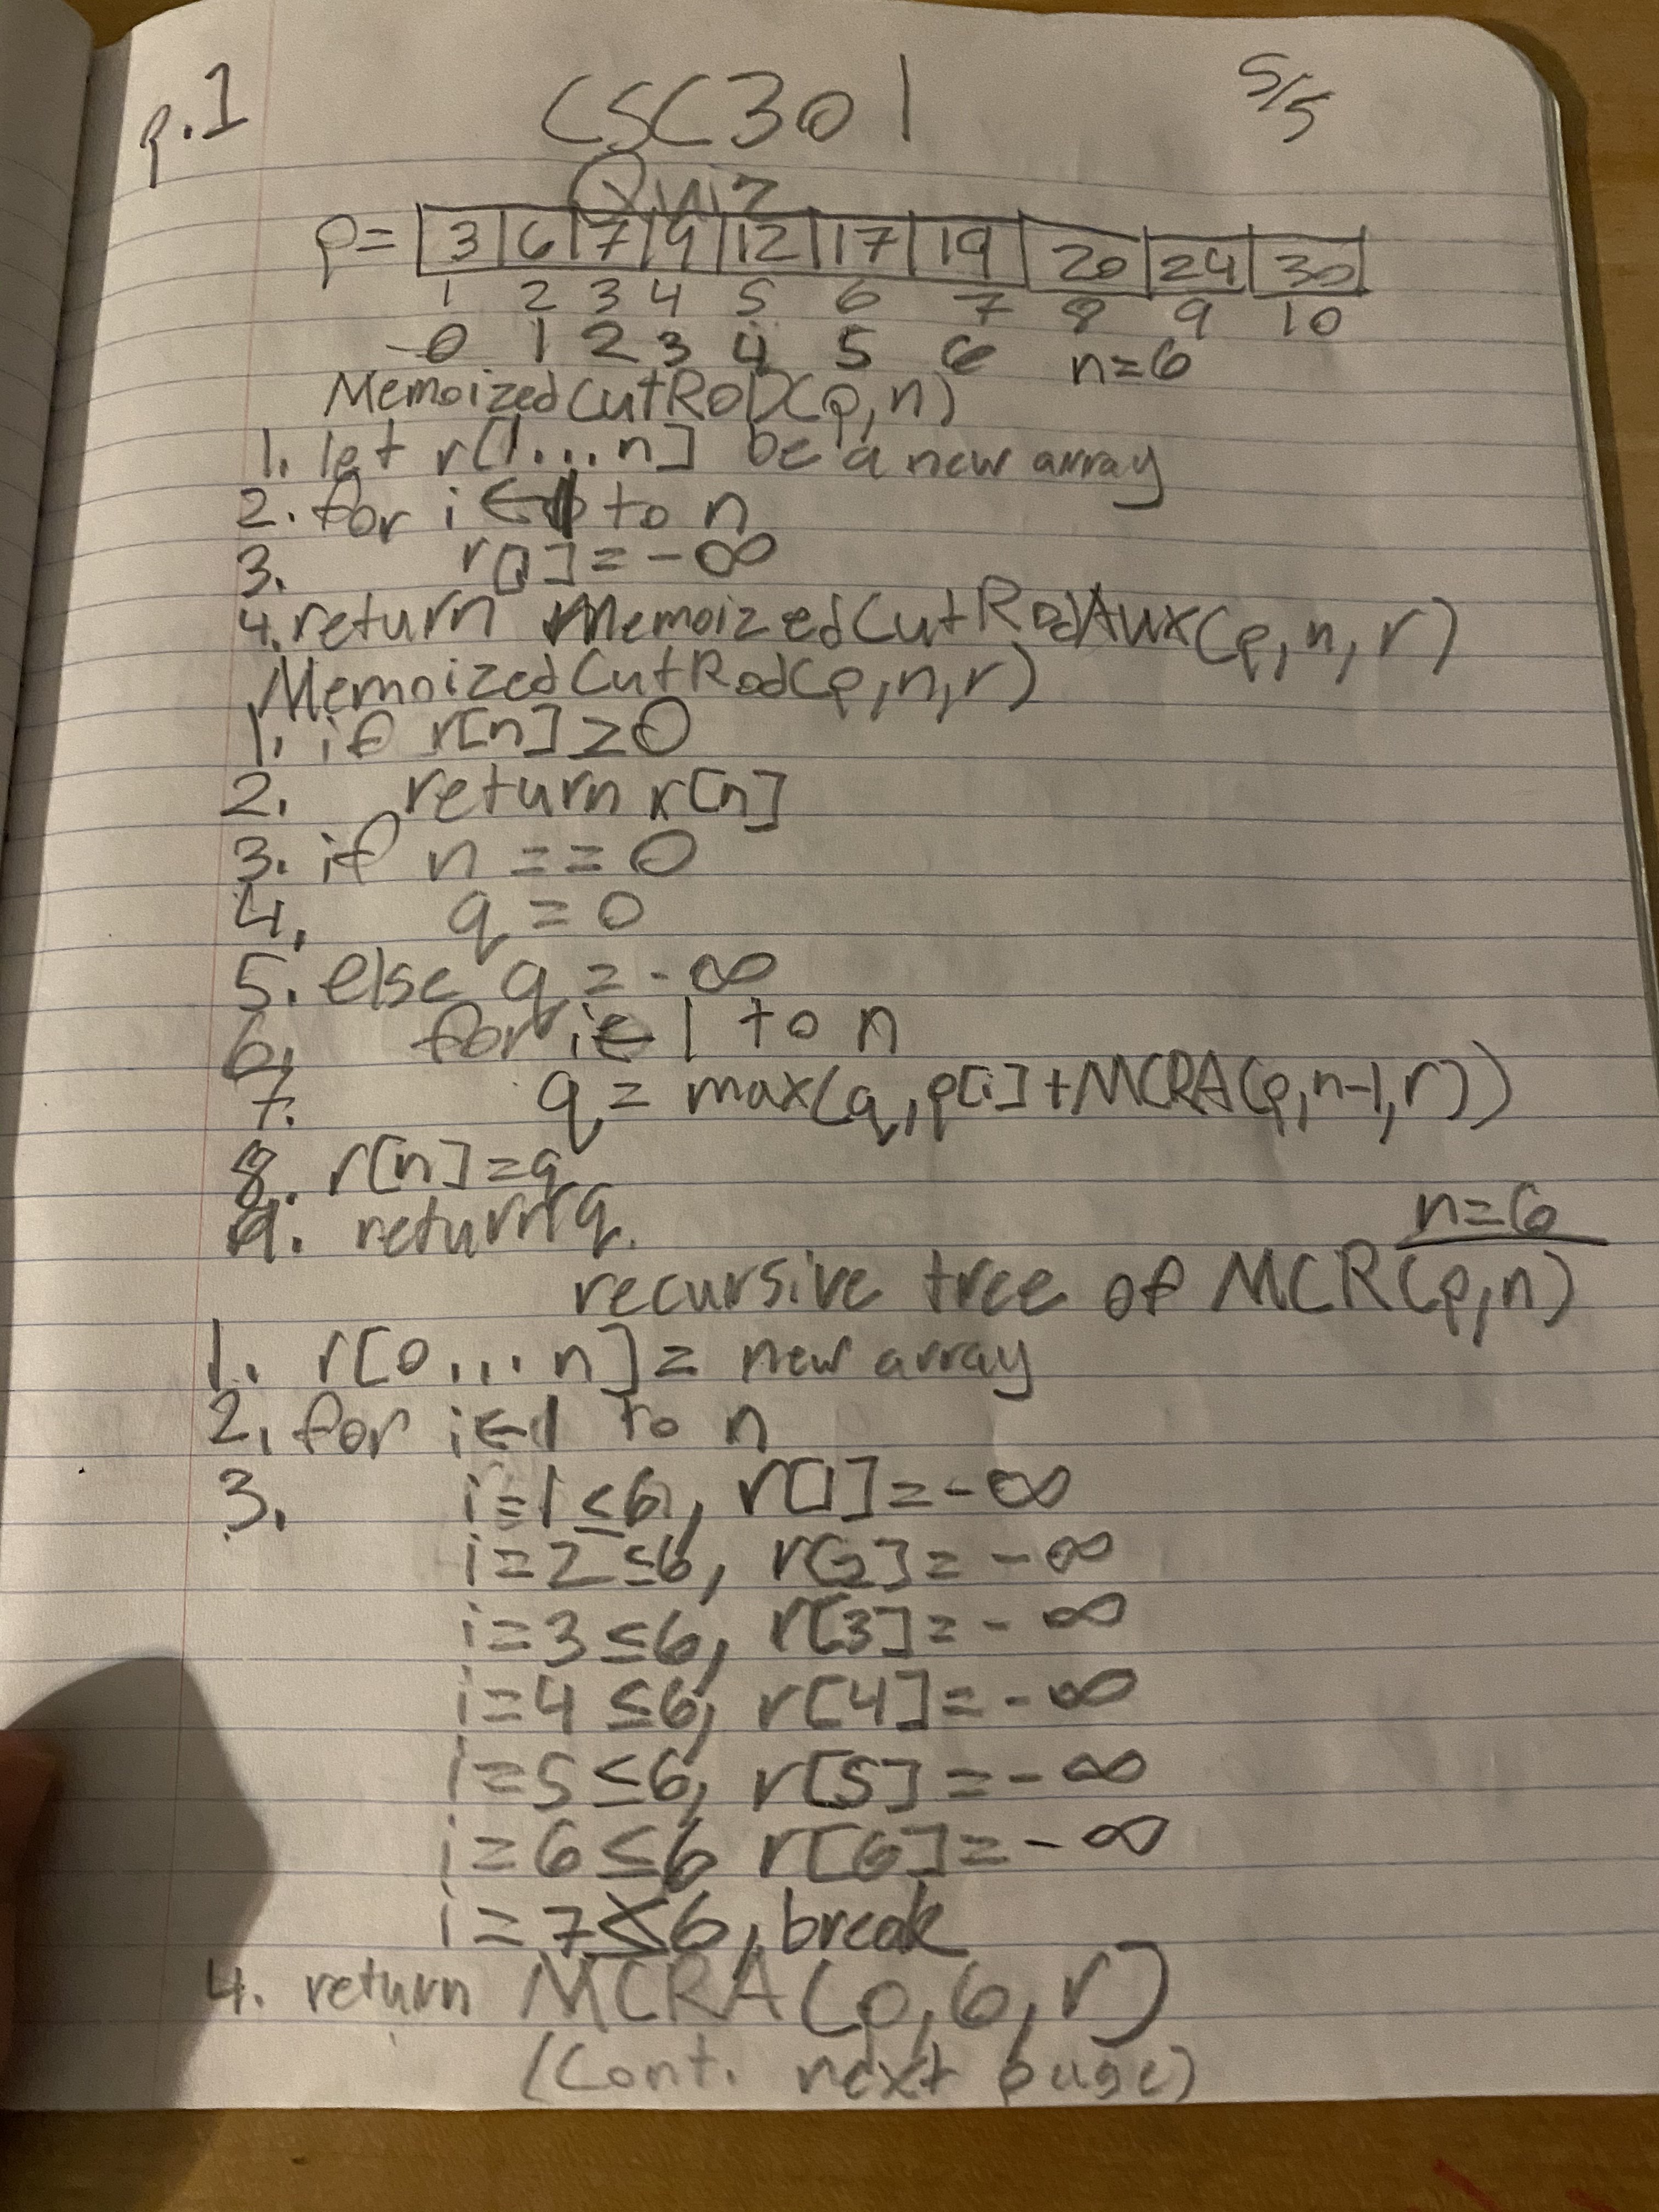 p.1 CSC301 5/5
Quiz
p= 3 6 7 9 12 17 19 20 24 30
1 2 3 4 5 6 7 8 9 10
0 1 2 3 4 5 6 n=6
MemoizedCutRoD(p,n)
1. let r[1...n] be a new array
2. for i ← 1 to n
3. r[i] = -∞
4. return MemoizedCutRodAux(p,n,r)
MemoizedCutRod(p,n,r)
1. if r[n] ≥ 0
2. return r[n]
3. if n == 0
4. q = 0
5. else q = -∞
6. for i ← 1 to n
7. q = max(q, p[i] + MCRA(p,n-1,r))
8. r[n] = q
9. return q.
n=6
recursive tree of MCR(p,n)
1. r[0...n] = new array
2. for i ← 1 to n
3. i = 1 ≤ 6, r[1] = -∞
i = 2 ≤ 6, r[2] = -∞
i = 3 ≤ 6, r[3] = -∞
i = 4 ≤ 6, r[4] = -∞
i = 5 ≤ 6, r[5] = -∞
i = 6 ≤ 6 r[6] = -∞
i = 7 ≰ 6, break
4. return MCRA(p,6,r)
(Cont. next page)